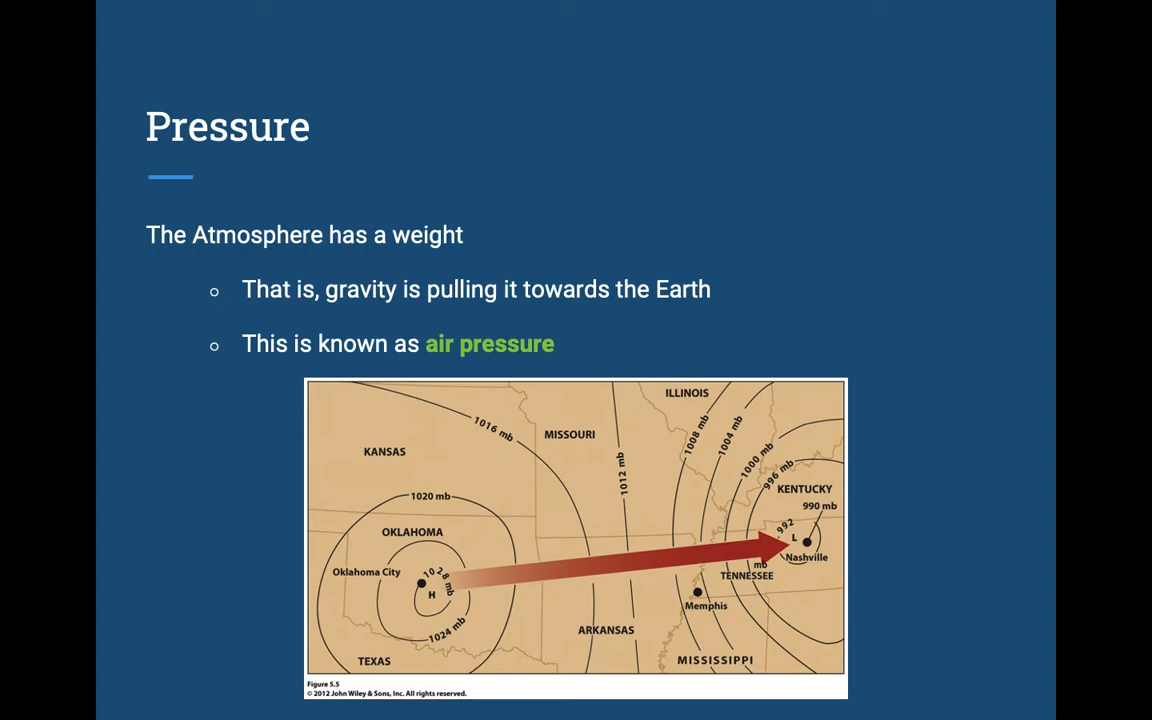 Pressure
The Atmosphere has a weight
○ That is, gravity is pulling it towards the Earth
○ This is known as air pressure
ILLINOIS
1016 mb
MISSOURI
1008 mb
1004 mb
KANSAS
1012 mb
1000 mb
996 mb
KENTUCKY
1020 mb
990 mb
OKLAHOMA
992 mb
L
Nashville
Oklahoma City
1028 mb
TENNESSEE
H
Memphis
1024 mb
ARKANSAS
TEXAS
MISSISSIPPI
Figure 5.5
© 2012 John Wiley & Sons, Inc. All rights reserved.